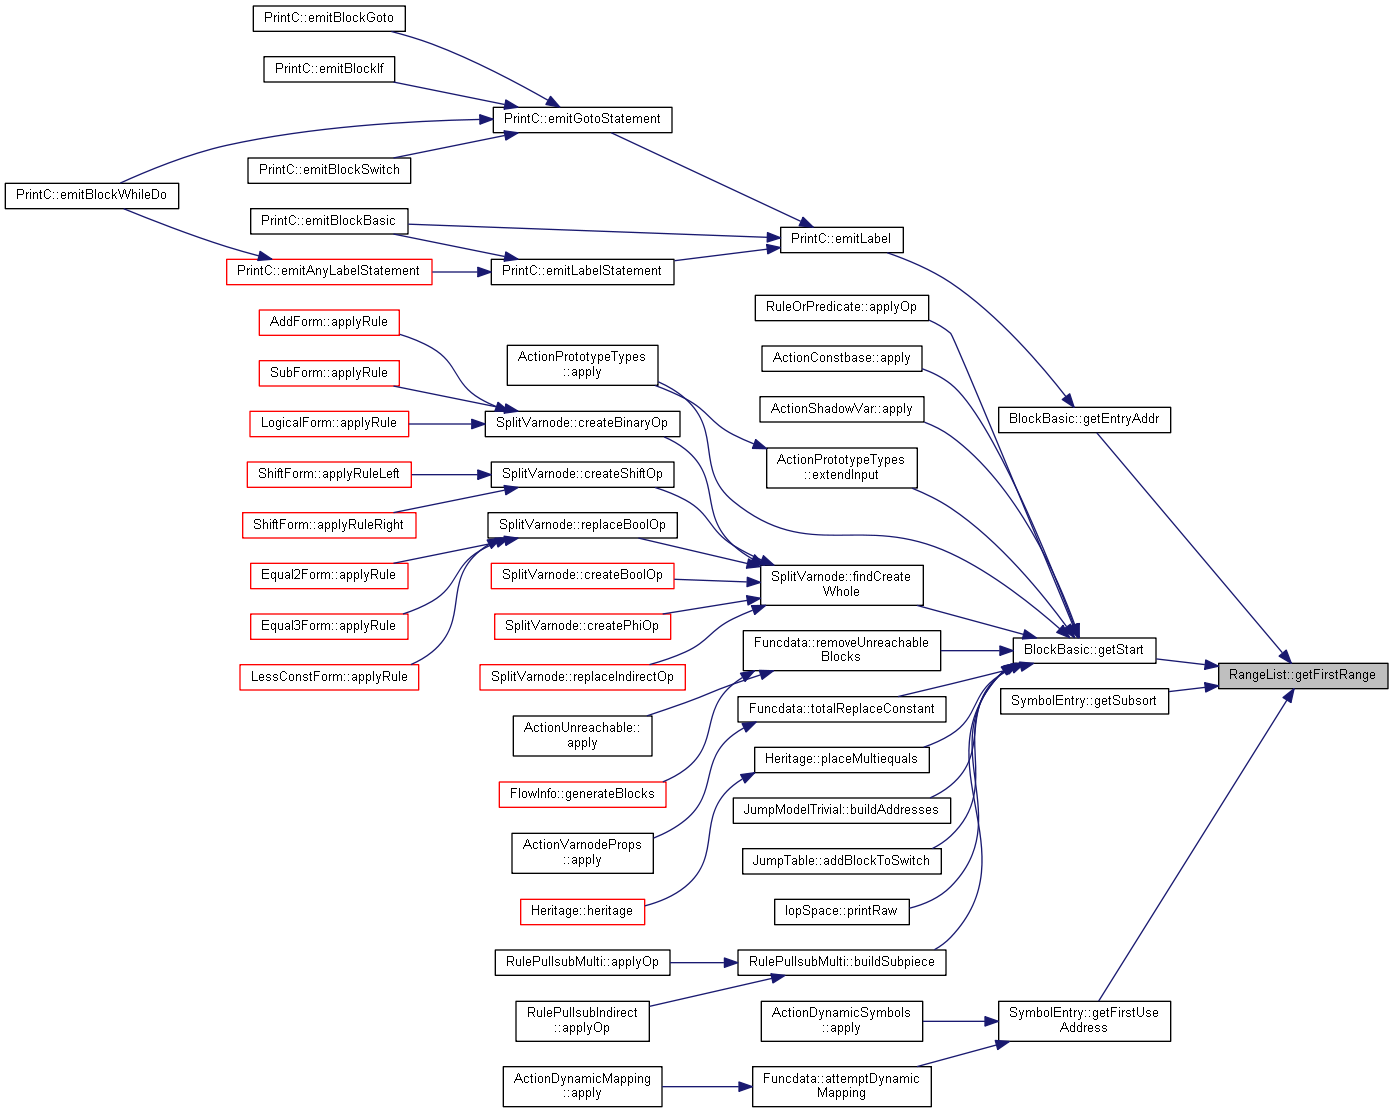 PrintC::emitBlockGoto
PrintC::emitBlockIf
PrintC::emitGotoStatement
PrintC::emitBlockSwitch
PrintC::emitBlockWhileDo
PrintC::emitBlockBasic
PrintC::emitLabel
PrintC::emitAnyLabelStatement
PrintC::emitLabelStatement
RuleOrPredicate::applyOp
AddForm::applyRule
ActionPrototypeTypes
::apply
ActionConstbase::apply
SubForm::applyRule
ActionShadowVar::apply
BlockBasic::getEntryAddr
LogicalForm::applyRule
SplitVarnode::createBinaryOp
ActionPrototypeTypes
::extendInput
ShiftForm::applyRuleLeft
SplitVarnode::createShiftOp
ShiftForm::applyRuleRight
SplitVarnode::replaceBoolOp
Equal2Form::applyRule
SplitVarnode::createBoolOp
SplitVarnode::findCreate
Whole
Equal3Form::applyRule
SplitVarnode::createPhiOp
Funcdata::removeUnreachable
Blocks
BlockBasic::getStart
LessConstForm::applyRule
SplitVarnode::replaceIndirectOp
RangeList::getFirstRange
SymbolEntry::getSubsort
Funcdata::totalReplaceConstant
ActionUnreachable::
apply
Heritage::placeMultiequals
FlowInfo::generateBlocks
JumpModelTrivial::buildAddresses
ActionVarnodeProps
::apply
JumpTable::addBlockToSwitch
Heritage::heritage
IopSpace::printRaw
RulePullsubMulti::applyOp
RulePullsubMulti::buildSubpiece
RulePullsubIndirect
::applyOp
ActionDynamicSymbols
::apply
SymbolEntry::getFirstUse
Address
ActionDynamicMapping
::apply
Funcdata::attemptDynamic
Mapping